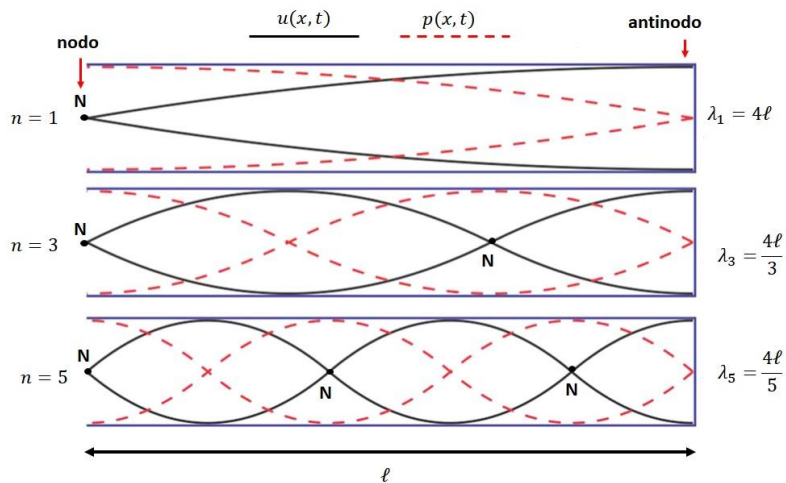 u(x,t) p(x,t)
nodo antinodo
N
n = 1 λ₁ = 4ℓ
N
n = 3 λ₃ = 4ℓ/3
N
N
n = 5 λ₅ = 4ℓ/5
N N
ℓ